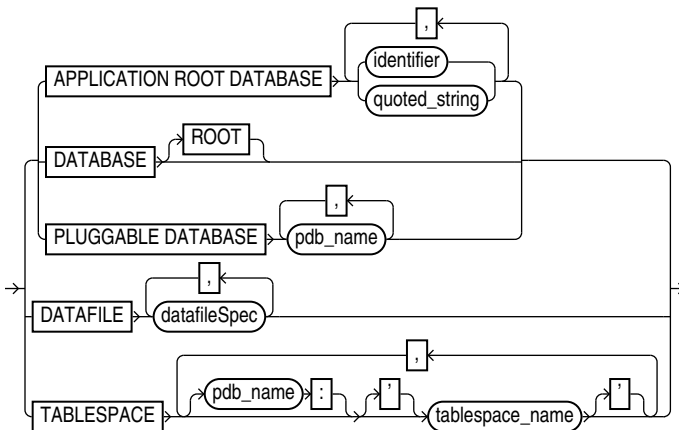 ,
identifier
APPLICATION ROOT DATABASE
quoted_string
ROOT
DATABASE
,
PLUGGABLE DATABASE pdb_name
,
DATAFILE datafileSpec
,
pdb_name : ’ ’
TABLESPACE tablespace_name